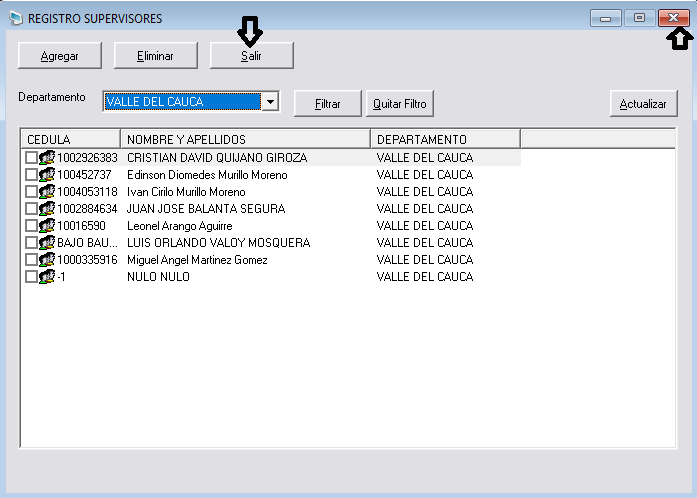 REGISTRO SUPERVISORES
Agregar Eliminar Salir
Departamento VALLE DEL CAUCA Filtrar Quitar Filtro Actualizar
CEDULA NOMBRE Y APELLIDOS DEPARTAMENTO
1002926383 CRISTIAN DAVID QUIJANO GIROZA VALLE DEL CAUCA
100452737 Edinson Diomedes Murillo Moreno VALLE DEL CAUCA
1004053118 Ivan Cirilo Murillo Moreno VALLE DEL CAUCA
1002884634 JUAN JOSE BALANTA SEGURA VALLE DEL CAUCA
10016590 Leonel Arango Aguirre VALLE DEL CAUCA
BAJO BAU... LUIS ORLANDO VALOY MOSQUERA VALLE DEL CAUCA
1000335916 Miguel Angel Martinez Gomez VALLE DEL CAUCA
-1 NULO NULO VALLE DEL CAUCA